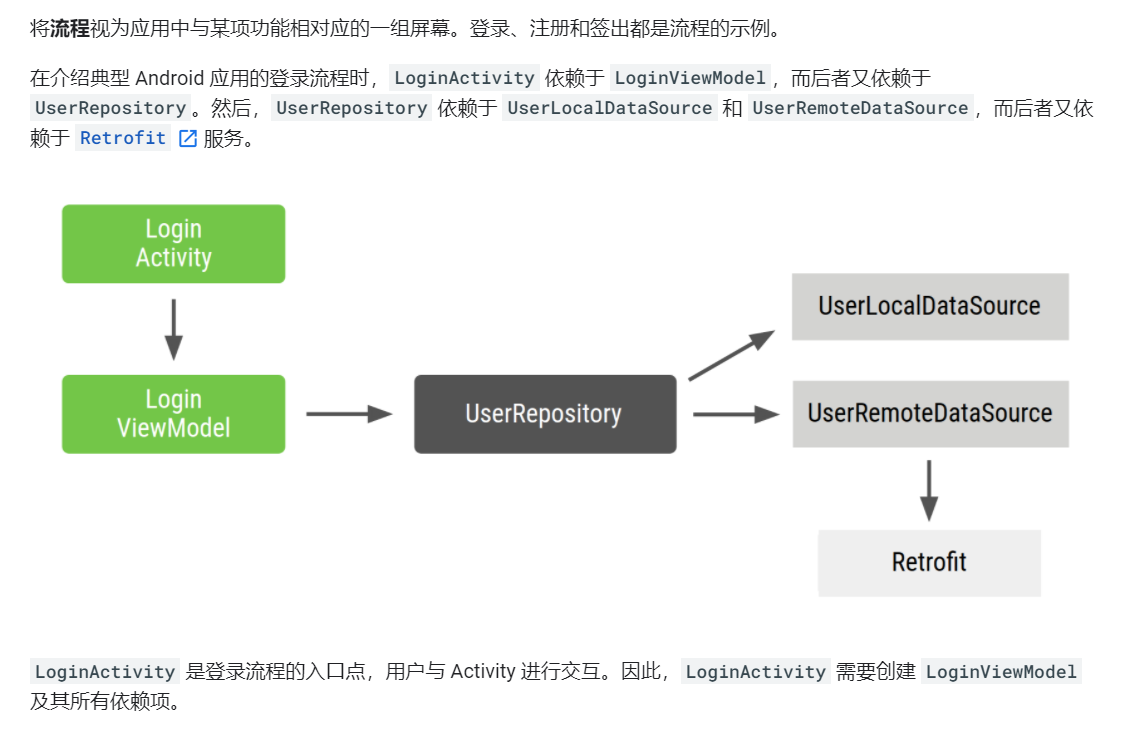 将流程视为应用中与某项功能相对应的一组屏幕。登录、注册和签出都是流程的示例。
在介绍典型 Android 应用的登录流程时，LoginActivity 依赖于 LoginViewModel，而后者又依赖于
UserRepository。然后，UserRepository 依赖于 UserLocalDataSource 和 UserRemoteDataSource，而后者又依
赖于 Retrofit 服务。
Login
Activity
Login
ViewModel
UserRepository
UserLocalDataSource
UserRemoteDataSource
Retrofit
LoginActivity 是登录流程的入口点，用户与 Activity 进行交互。因此，LoginActivity 需要创建 LoginViewModel
及其所有依赖项。